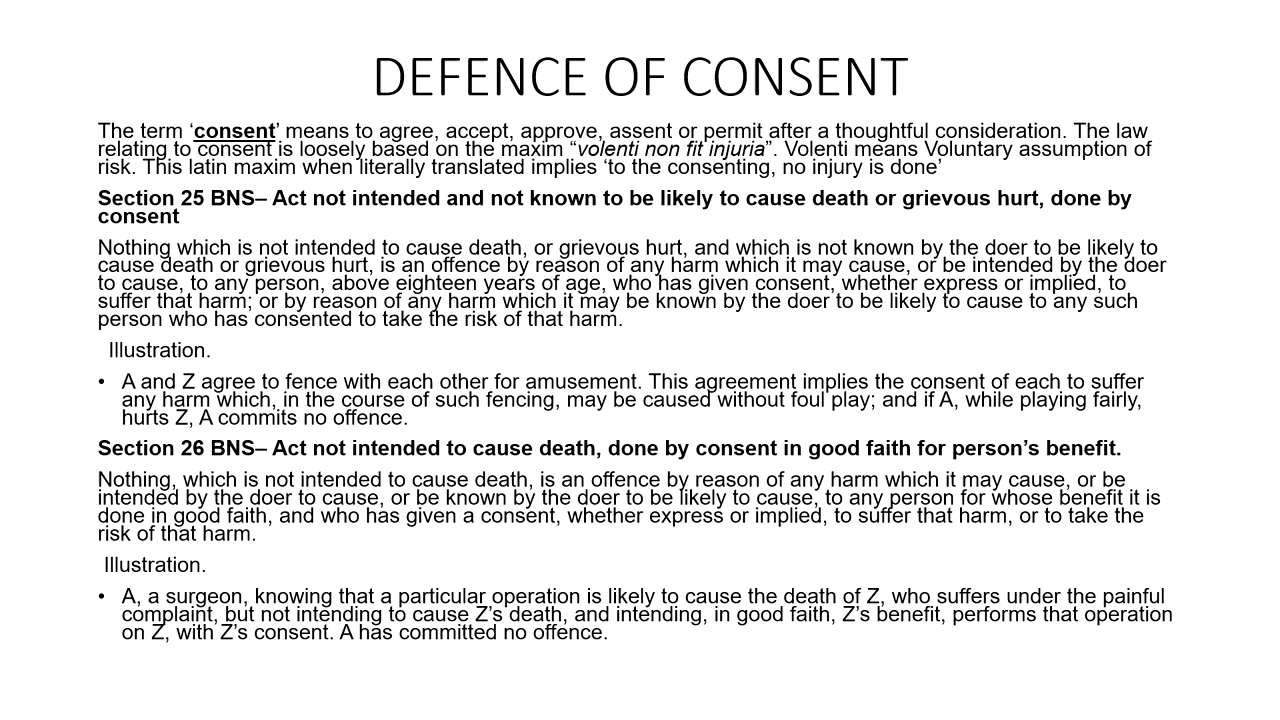 DEFENCE OF CONSENT
The term ‘consent’ means to agree, accept, approve, assent or permit after a thoughtful consideration. The law
relating to consent is loosely based on the maxim “volenti non fit injuria”. Volenti means Voluntary assumption of
risk. This latin maxim when literally translated implies ‘to the consenting, no injury is done’
Section 25 BNS– Act not intended and not known to be likely to cause death or grievous hurt, done by
consent
Nothing which is not intended to cause death, or grievous hurt, and which is not known by the doer to be likely to
cause death or grievous hurt, is an offence by reason of any harm which it may cause, or be intended by the doer
to cause, to any person, above eighteen years of age, who has given consent, whether express or implied, to
suffer that harm; or by reason of any harm which it may be known by the doer to be likely to cause to any such
person who has consented to take the risk of that harm.
Illustration.
• A and Z agree to fence with each other for amusement. This agreement implies the consent of each to suffer
any harm which, in the course of such fencing, may be caused without foul play; and if A, while playing fairly,
hurts Z, A commits no offence.
Section 26 BNS– Act not intended to cause death, done by consent in good faith for person’s benefit.
Nothing, which is not intended to cause death, is an offence by reason of any harm which it may cause, or be
intended by the doer to cause, or be known by the doer to be likely to cause, to any person for whose benefit it is
done in good faith, and who has given a consent, whether express or implied, to suffer that harm, or to take the
risk of that harm.
Illustration.
• A, a surgeon, knowing that a particular operation is likely to cause the death of Z, who suffers under the painful
complaint, but not intending to cause Z’s death, and intending, in good faith, Z’s benefit, performs that operation
on Z, with Z’s consent. A has committed no offence.